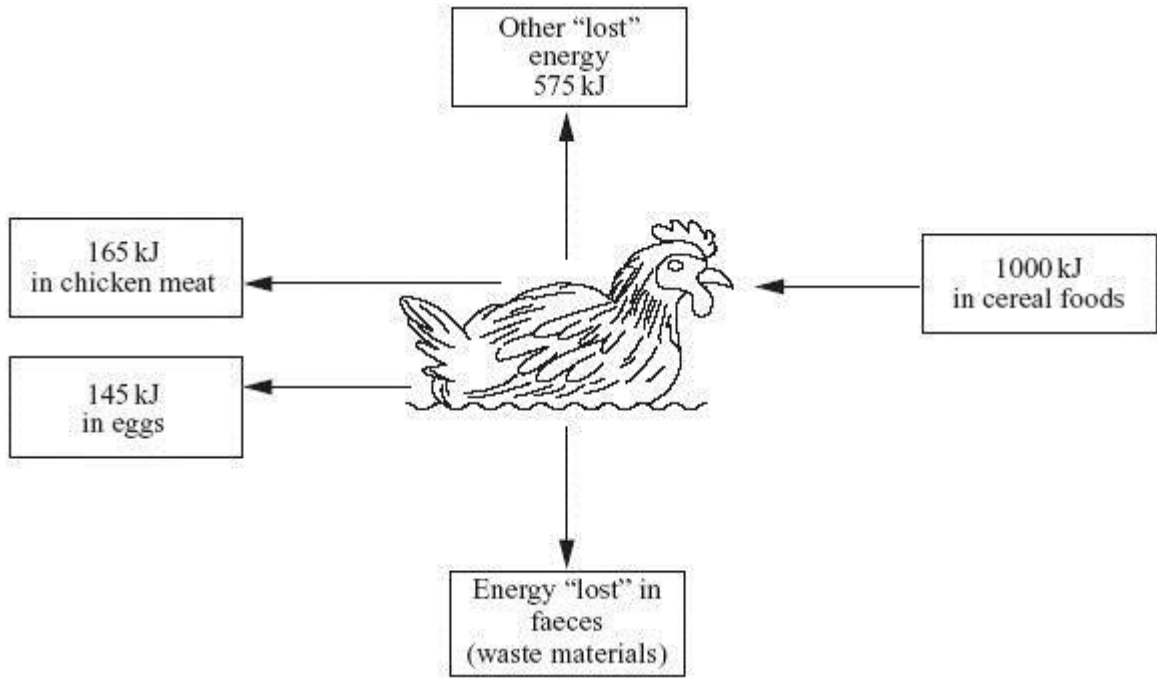 Other “lost”
energy
575 kJ
165 kJ
in chicken meat
1000 kJ
in cereal foods
145 kJ
in eggs
Energy “lost” in
faeces
(waste materials)